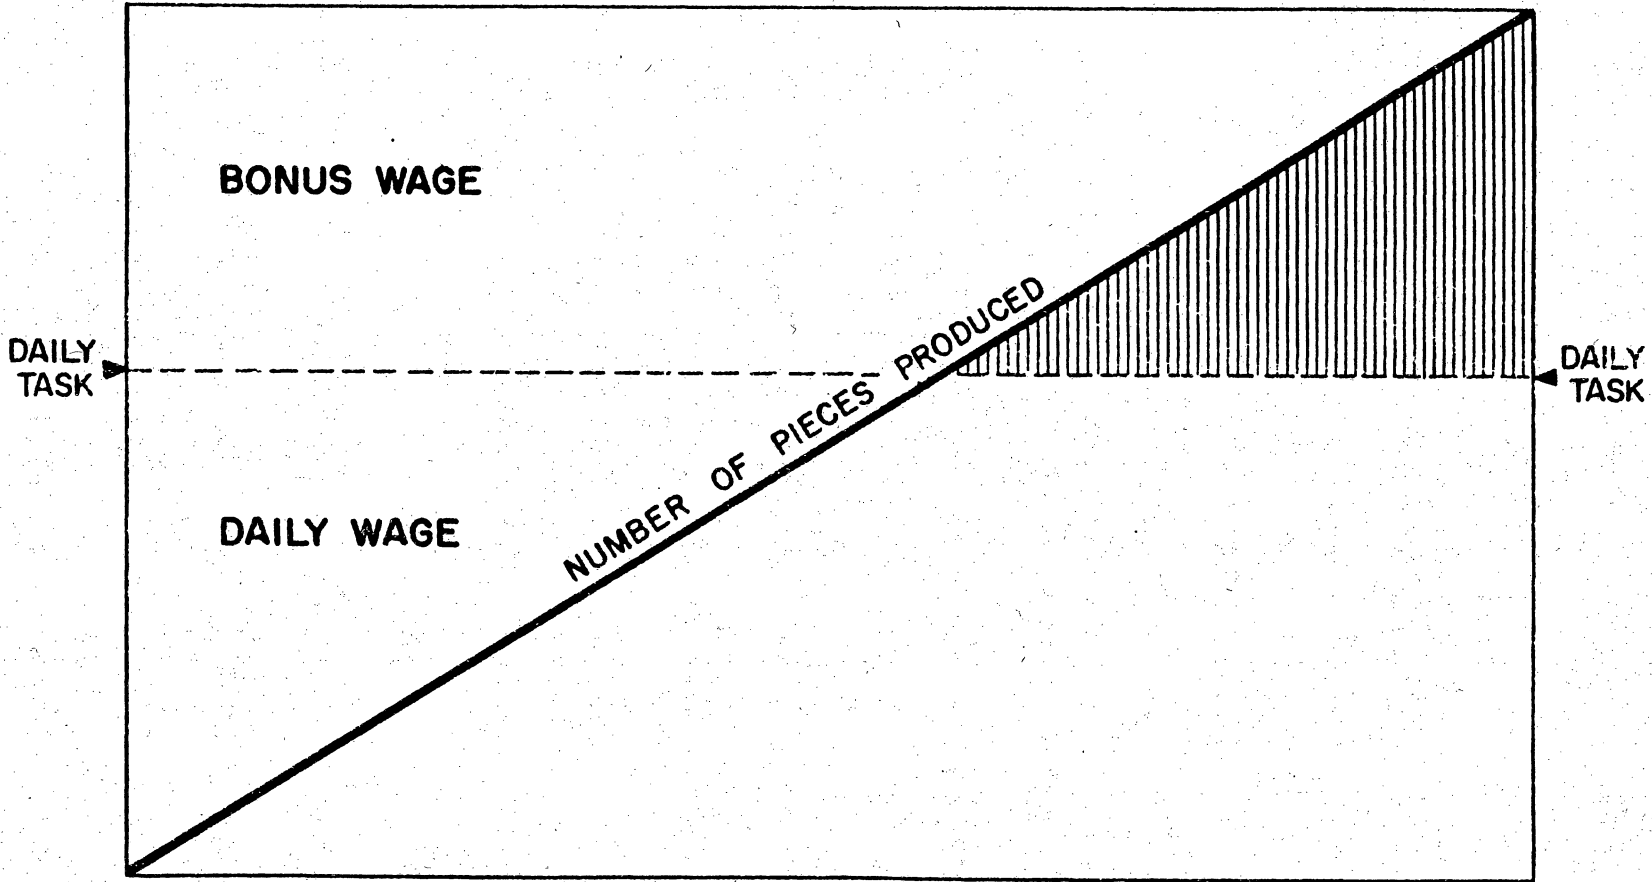 BONUS WAGE
NUMBER OF PIECES PRODUCED
DAILY
TASK
DAILY
TASK
DAILY WAGE